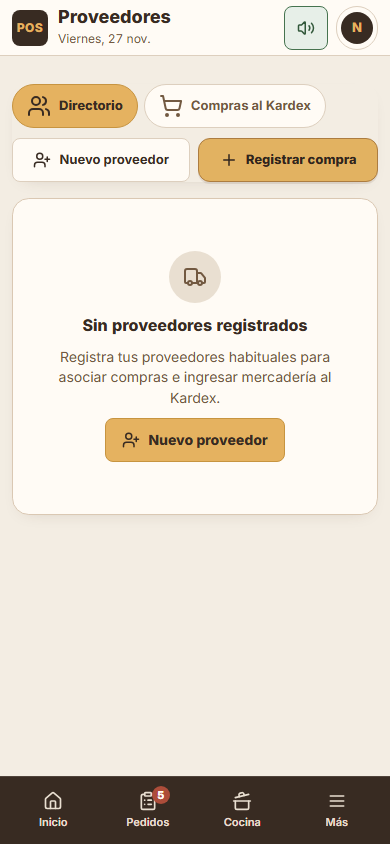 POS
Proveedores
Viernes, 27 nov.
N
Directorio
Compras al Kardex
Nuevo proveedor
Registrar compra
Sin proveedores registrados
Registra tus proveedores habituales para
asociar compras e ingresar mercadería al
Kardex.
Nuevo proveedor
5
Inicio
Pedidos
Cocina
Más